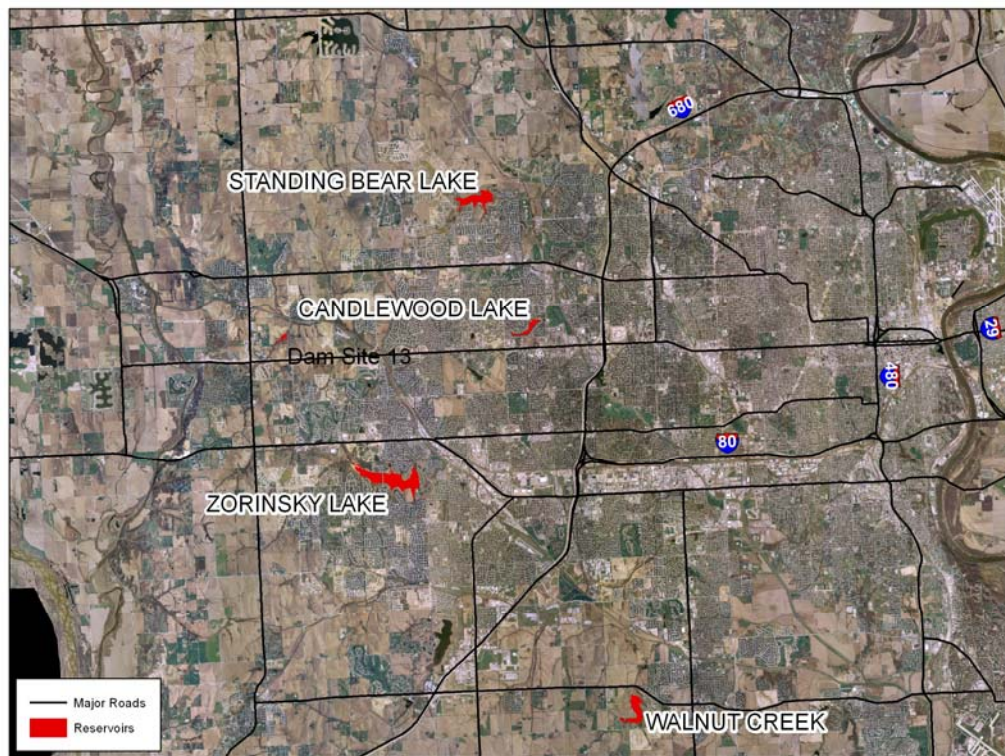 680
STANDING BEAR LAKE
CANDLEWOOD LAKE
29
Dam Site 13
480
80
ZORINSKY LAKE
Major Roads
Reservoirs
WALNUT CREEK